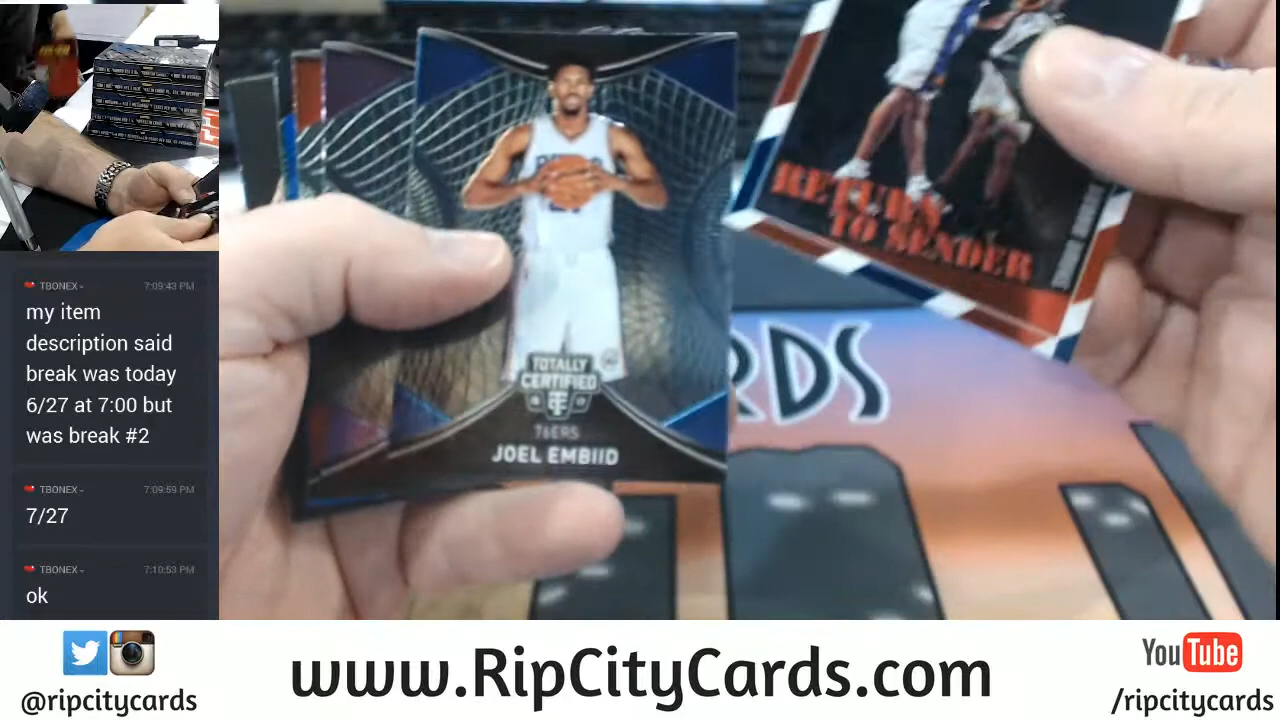 TBONEX
7:09:43 PM
my item
description said
break was today
6/27 at 7:00 but
was break #2
TBONEX
7:09:59 PM
7/27
TBONEX
7:10:53 PM
ok
TOTALLY
CERTIFIED
76ERS
JOEL EMBIID
RETURN
TO SENDER
RDS
@ripcitycards
www.RipCityCards.com
YouTube
/ripcitycards